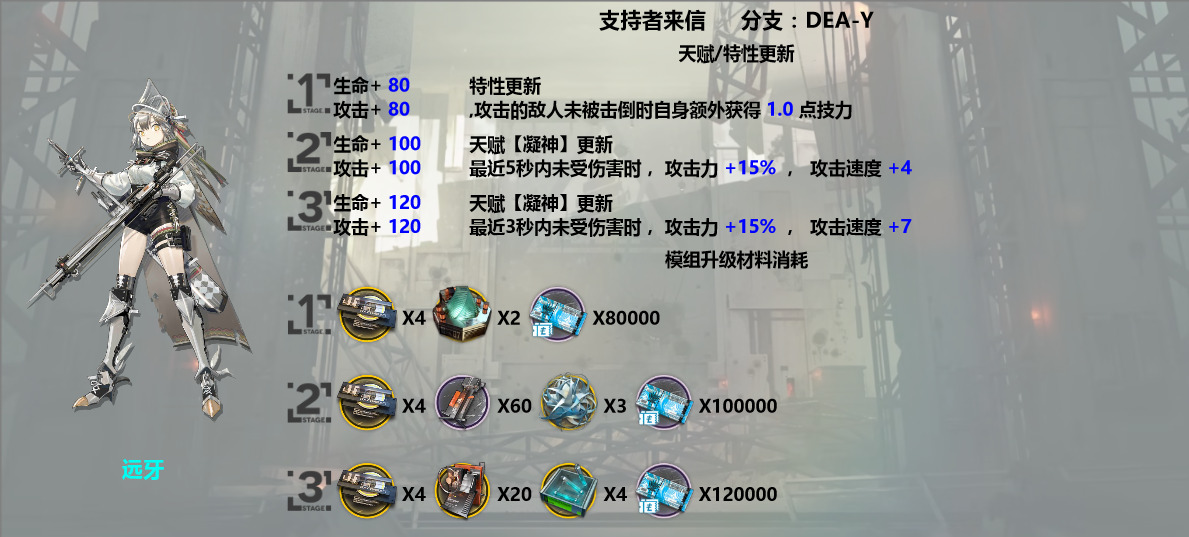 支持者来信 分支：DEA-Y
天赋/特性更新
1 STAGE. 生命+ 80 特性更新
攻击+ 80 ,攻击的敌人未被击倒时自身额外获得 1.0 点技力
2 STAGE. 生命+ 100 天赋【凝神】更新
攻击+ 100 最近5秒内未受伤害时， 攻击力 +15% ， 攻击速度 +4
3 STAGE. 生命+ 120 天赋【凝神】更新
攻击+ 120 最近3秒内未受伤害时， 攻击力 +15% ， 攻击速度 +7
模组升级材料消耗
1 STAGE. X4 X2 X80000
2 STAGE. X4 X60 X3 X100000
远牙
3 STAGE. X4 X20 X4 X120000